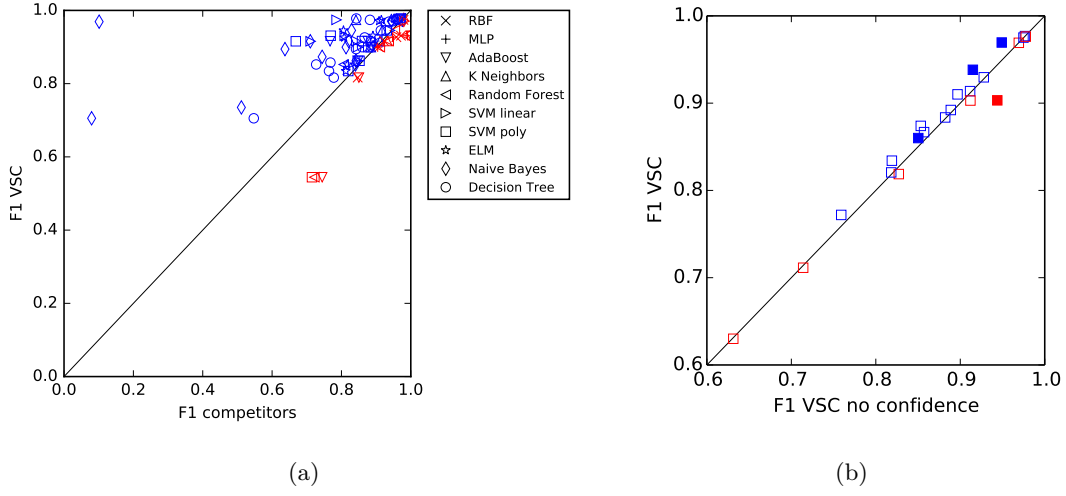 1.0
0.8
0.6
0.4
0.2
0.0
F1 VSC
0.0 0.2 0.4 0.6 0.8 1.0
F1 competitors
RBF
MLP
AdaBoost
K Neighbors
Random Forest
SVM linear
SVM poly
ELM
Naive Bayes
Decision Tree
(a)
1.0
0.9
0.8
0.7
0.6
F1 VSC
0.6 0.7 0.8 0.9 1.0
F1 VSC no confidence
(b)